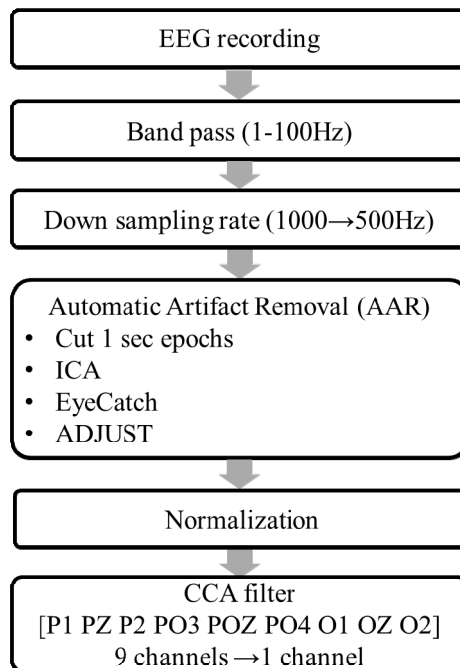 EEG recording
Band pass (1-100Hz)
Down sampling rate (1000→500Hz)
Automatic Artifact Removal (AAR)
• Cut 1 sec epochs
• ICA
• EyeCatch
• ADJUST
Normalization
CCA filter
[P1 PZ P2 PO3 POZ PO4 O1 OZ O2]
9 channels →1 channel